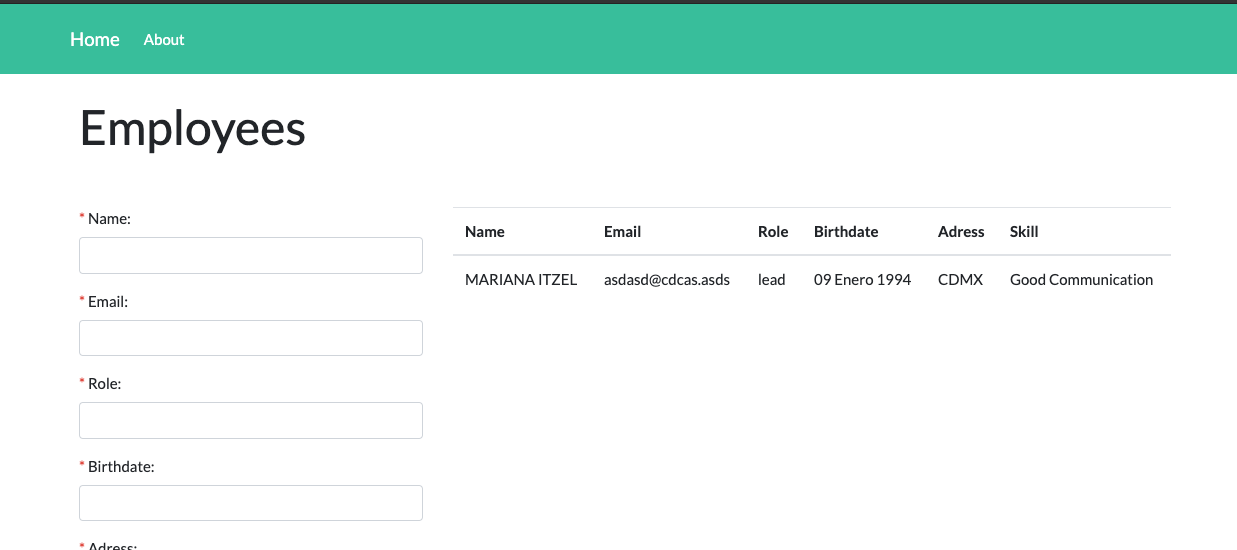 Home About
Employees
* Name:
* Email:
* Role:
* Birthdate:
* Adress:
Name Email Role Birthdate Adress Skill
MARIANA ITZEL asdasd@cdcas.asds lead 09 Enero 1994 CDMX Good Communication